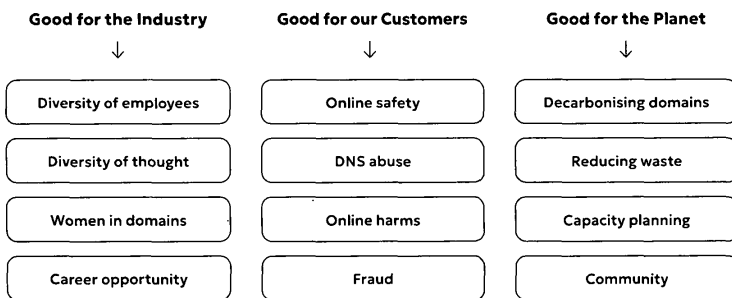 Good for the Industry
Good for our Customers
Good for the Planet
Diversity of employees
Online safety
Decarbonising domains
Diversity of thought
DNS abuse
Reducing waste
Women in domains
Online harms
Capacity planning
Career opportunity
Fraud
Community